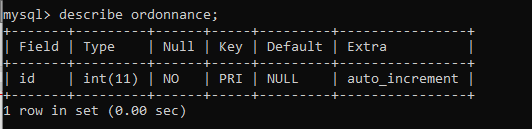 mysql> describe ordonnance;
+-------+---------+------+-----+---------+----------------+
| Field | Type    | Null | Key | Default | Extra          |
+-------+---------+------+-----+---------+----------------+
| id    | int(11) | NO   | PRI | NULL    | auto_increment |
+-------+---------+------+-----+---------+----------------+
1 row in set (0.00 sec)